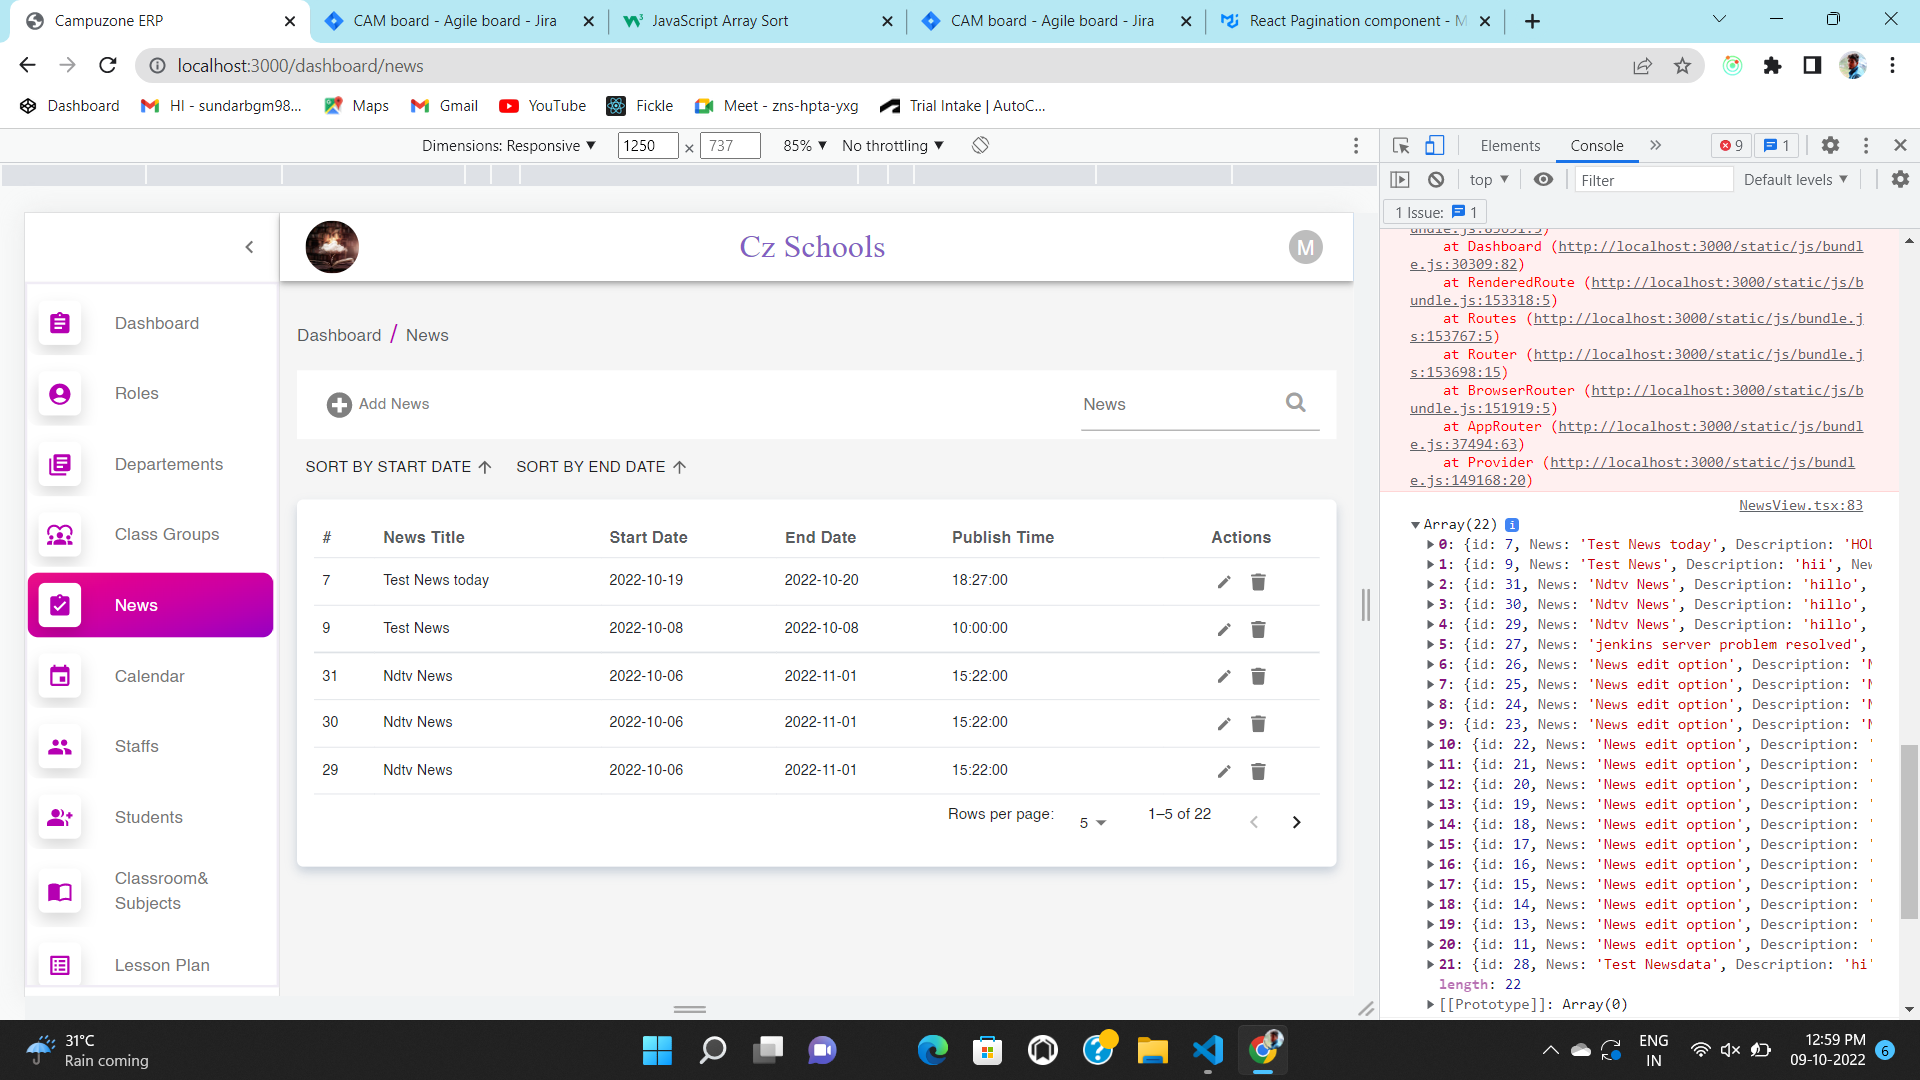 Campuzone ERP
CAM board - Agile board - Jira
JavaScript Array Sort
CAM board - Agile board - Jira
React Pagination component - M
localhost:3000/dashboard/news
Dashboard
HI - sundarbgm98...
Maps
Gmail
YouTube
Fickle
Meet - zns-hpta-yxg
Trial Intake | AutoC...
Dimensions: Responsive ▼ 1250 × 737 85% ▼ No throttling ▼
Elements Console » 9 1
top ▼ Filter Default levels ▼
1 Issue: 1
Cz Schools
M
Dashboard
Roles
Departements
Class Groups
News
Calendar
Staffs
Students
Classroom&
Subjects
Lesson Plan
Dashboard / News
Add News
News
SORT BY START DATE ↑ SORT BY END DATE ↑
# News Title Start Date End Date Publish Time Actions
7 Test News today 2022-10-19 2022-10-20 18:27:00
9 Test News 2022-10-08 2022-10-08 10:00:00
31 Ndtv News 2022-10-06 2022-11-01 15:22:00
30 Ndtv News 2022-10-06 2022-11-01 15:22:00
29 Ndtv News 2022-10-06 2022-11-01 15:22:00
Rows per page: 5 1–5 of 22
at Dashboard (http://localhost:3000/static/js/bundl
e.js:30309:82)
at RenderedRoute (http://localhost:3000/static/js/b
undle.js:153318:5)
at Routes (http://localhost:3000/static/js/bundle.j
s:153767:5)
at Router (http://localhost:3000/static/js/bundle.j
s:153698:15)
at BrowserRouter (http://localhost:3000/static/js/b
undle.js:151919:5)
at AppRouter (http://localhost:3000/static/js/bundl
e.js:37494:63)
at Provider (http://localhost:3000/static/js/bundl
e.js:149168:20)
NewsView.tsx:83
Array(22) i
0: {id: 7, News: 'Test News today', Description: 'HOL
1: {id: 9, News: 'Test News', Description: 'hii', New
2: {id: 31, News: 'Ndtv News', Description: 'hillo',
3: {id: 30, News: 'Ndtv News', Description: 'hillo',
4: {id: 29, News: 'Ndtv News', Description: 'hillo',
5: {id: 27, News: 'jenkins server problem resolved',
6: {id: 26, News: 'News edit option', Description: 'N
7: {id: 25, News: 'News edit option', Description: 'N
8: {id: 24, News: 'News edit option', Description: 'N
9: {id: 23, News: 'News edit option', Description: 'N
10: {id: 22, News: 'News edit option', Description: '
11: {id: 21, News: 'News edit option', Description: '
12: {id: 20, News: 'News edit option', Description: '
13: {id: 19, News: 'News edit option', Description: '
14: {id: 18, News: 'News edit option', Description: '
15: {id: 17, News: 'News edit option', Description: '
16: {id: 16, News: 'News edit option', Description: '
17: {id: 15, News: 'News edit option', Description: '
18: {id: 14, News: 'News edit option', Description: '
19: {id: 13, News: 'News edit option', Description: '
20: {id: 11, News: 'News edit option', Description: '
21: {id: 28, News: 'Test Newsdata', Description: 'hi'
length: 22
[[Prototype]]: Array(0)
31°C
Rain coming
ENG
IN
12:59 PM
09-10-2022
6